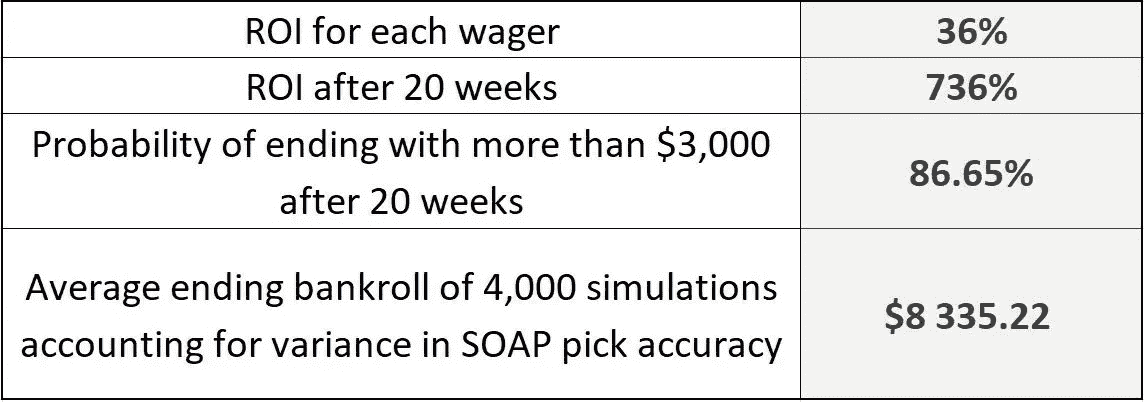 ROI for each wager
36%
ROI after 20 weeks
736%
Probability of ending with more than $3,000
after 20 weeks
86.65%
Average ending bankroll of 4,000 simulations
accounting for variance in SOAP pick accuracy
$8 335.22